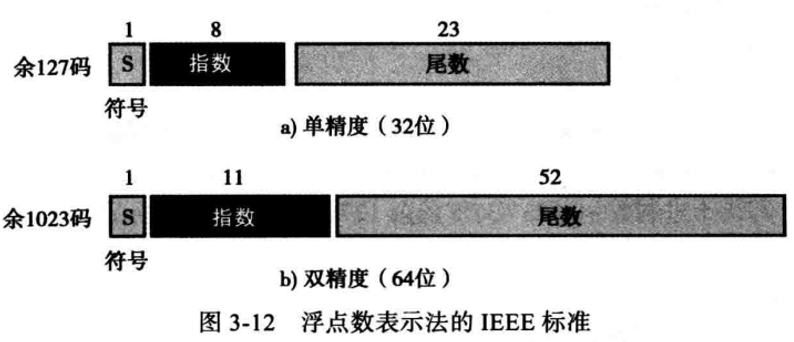 1 8 23
余127码 S 指数 尾数
符号
a) 单精度（32位）
1 11 52
余1023码 S 指数 尾数
符号
b) 双精度（64位）
图 3-12 浮点数表示法的 IEEE 标准